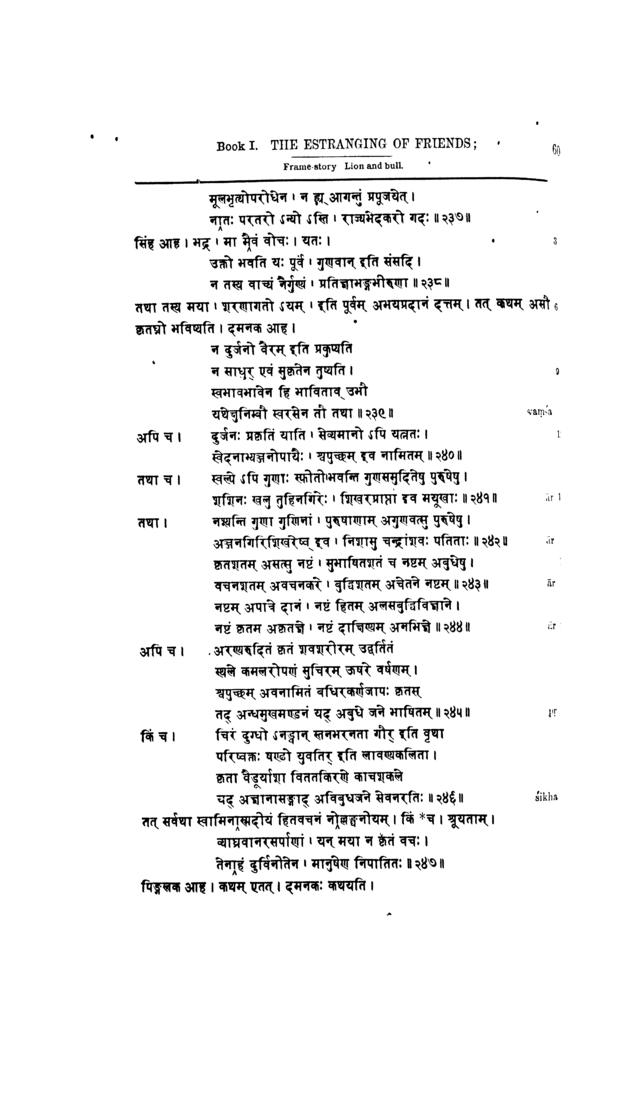 Book I. THE ESTRANGING OF FRIENDS; 60
Frame-story Lion and bull.
मूलभृत्योपरोधेन । न ह्य् आगन्तुं प्रपूजयेत् ।
नातः परतरो ऽन्यो ऽस्ति । राज्यभेदकरो गदः ॥ २३७ ॥
सिंह आह । भद्र । मा मैवं वोचः । यतः । 3
उक्तो भवति यः पूर्वं । गुणवान् इति संसदि ।
न तस्य वाच्यं नैर्गुण्यं । प्रतिज्ञाभङ्गभीरुणा ॥ २३८ ॥
तथा तस्य मया । शरणागतो ऽयम् । इति पूर्वम् अभयप्रदानं दत्तम् । तत् कथम् असौ 6
कृतघ्नो भविष्यति । दमनक आह ।
न दुर्जनो वैरम् इति प्रकुप्यति
न साधुर् एवं सुकृतेन तुष्यति । 9
स्वभावभावेन हि भाविताव् उभौ
यथेक्षुनिम्बौ स्वरसेन तौ तथा ॥ २३९ ॥ vaṃśa
अपि च । दुर्जनः प्रकृतिं याति । सेव्यमानो ऽपि यत्नतः । 1
स्वेदनाभ्यञ्जनोपायैः । श्वपुच्छम् इव नामितम् ॥ २४० ॥
तथा च । स्वल्पे ऽपि गुणाः स्फीतीभवन्ति गुणसमुदितेषु पुरुषेषु ।
शशिनः खलु तुहिनगिरेः । शिखरप्राप्ता इव मयूखाः ॥ २४१ ॥ ār 1
तथा । नश्यन्ति गुणा गुणिनां । पुरुषाणाम् अगुणवत्सु पुरुषेषु ।
अञ्जनगिरिशिखरेष्व् इव । निशासु चन्द्रांशवः पतिताः ॥ २४२ ॥ ār
कृतशतम् असत्सु नष्टं । सुभाषितशतं च नष्टम् अबुधेषु ।
वचनशतम् अवचनकरे । बुद्धिशतम् अचेतने नष्टम् ॥ २४३ ॥ ār
नष्टम् अपात्रे दानं । नष्टं हितम् अलसबुद्धिविज्ञाने ।
नष्टं कृतम अकृतज्ञे । नष्टं दाक्षिण्यम् अनभिज्ञे ॥ २४४ ॥ ār
अपि च । अरण्यरुदितं कृतं शवशरीरम् उद्वर्तितं
स्थले कमलरोपणं सुचिरम् ऊषरे वर्षणम् ।
श्वपुच्छम् अवनामितं बधिरकर्णजापः कृतस्
तद् अन्धमुखमण्डनं यद् अबुधे जने भाषितम् ॥ २४५ ॥
किं च । चिरं दुग्धो ऽनड्वान् स्तनभरनता गौर् इति वृथा
परिष्वक्तः षण्ढो युवतिर् इति लावण्यकलिता ।
कृता वैडूर्याशा विततकिरणे काचशकले
यद् अज्ञानासङ्गाद् अविबुधजने सेवनरतिः ॥ २४६ ॥ śikha
तत् सर्वथा स्वामिनास्मदीयं हितवचनं नोल्लङ्घनीयम् । किं *च । श्रूयताम् ।
व्याघ्रवानरसर्पाणां । यन् मया न कृतं वचः ।
तेनाहं दुर्विनीतेन । मानुषेण निपातितः ॥ २४७ ॥
पिङ्गलक आह । कथम् एतत् । दमनकः कथयति ।